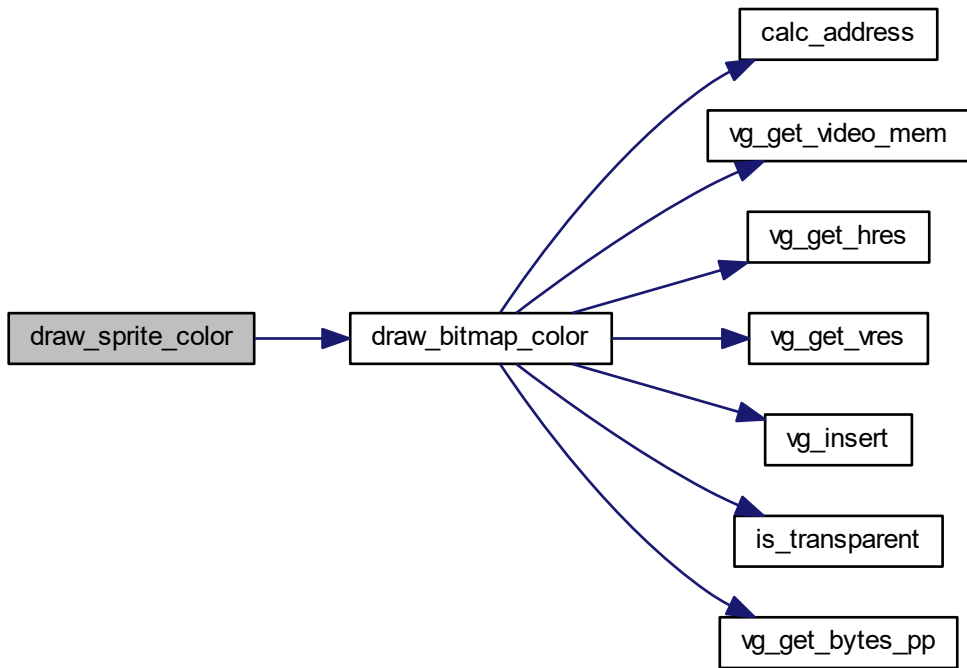 draw_sprite_color
draw_bitmap_color
calc_address
vg_get_video_mem
vg_get_hres
vg_get_vres
vg_insert
is_transparent
vg_get_bytes_pp